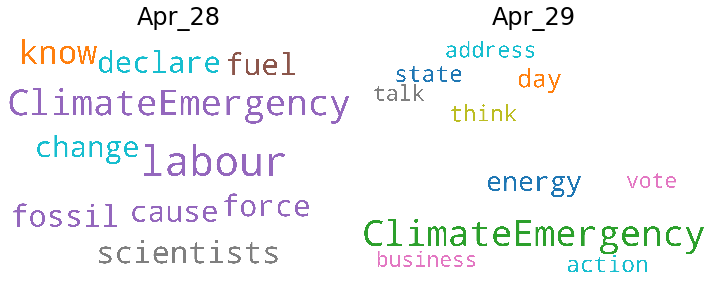 Apr_28
know
declare
fuel
ClimateEmergency
change
labour
fossil
cause
force
scientists
Apr_29
address
state
day
talk
think
energy
vote
ClimateEmergency
business
action